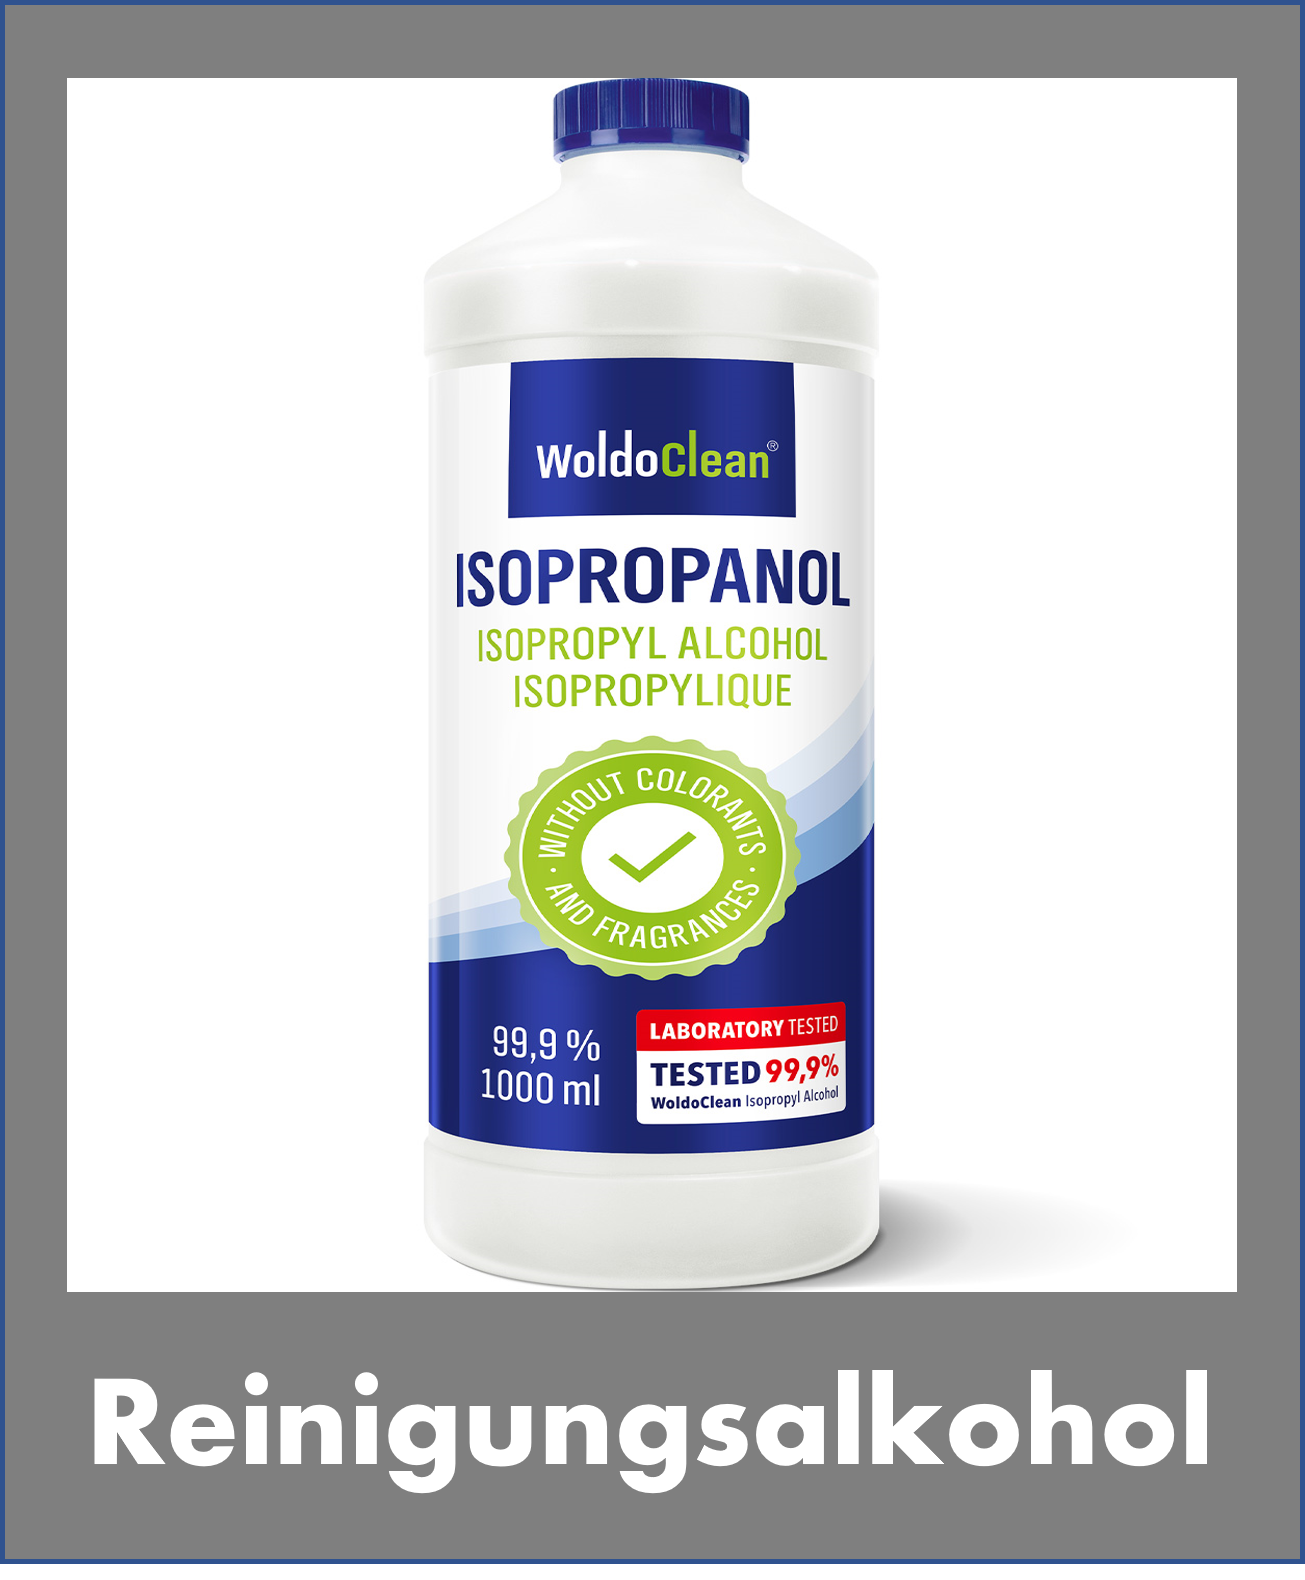 WoldoClean®
ISOPROPANOL
ISOPROPYL ALCOHOL
ISOPROPYLIQUE
WITHOUT COLORANTS
· AND FRAGRANCES ·
99,9 %
1000 ml
LABORATORY TESTED
TESTED 99,9%
WoldoClean Isopropyl Alcohol
Reinigungsalkohol